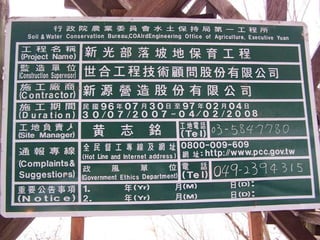 行政院農業委員會水土保持局第一工程所
Soil & Water Conservation Bureau,COA1rdEngineering Office of Agriculture, Executive Yuan
工程名稱 (Project Name) 新光部落坡地保育工程
監造單位 (Construction Supervisor) 世合工程技術顧問股份有限公司
施工廠商 (Contractor) 新源營造股份有限公司
施工期間 (Duration) 民國96年07月30日至97年02月04日
30/07/2007-04/02/2008
工地負責人 (Site Manager) 黃志銘 工地電話 (Tel) 03-5847780
通報專線 (Complaints & Suggestions) 全民督工專線及網址 (Hot Line and Internet address) 0800-009-609
網址:http://www.pcc.gov.tw
政風單位 (Government Ethics Department) 電話 (Tel) 049-2394315
重要公告事項 (Notice) 1. 年(Yr) 月(M) 日(D):
2. 年(Yr) 月(M) 日(D):